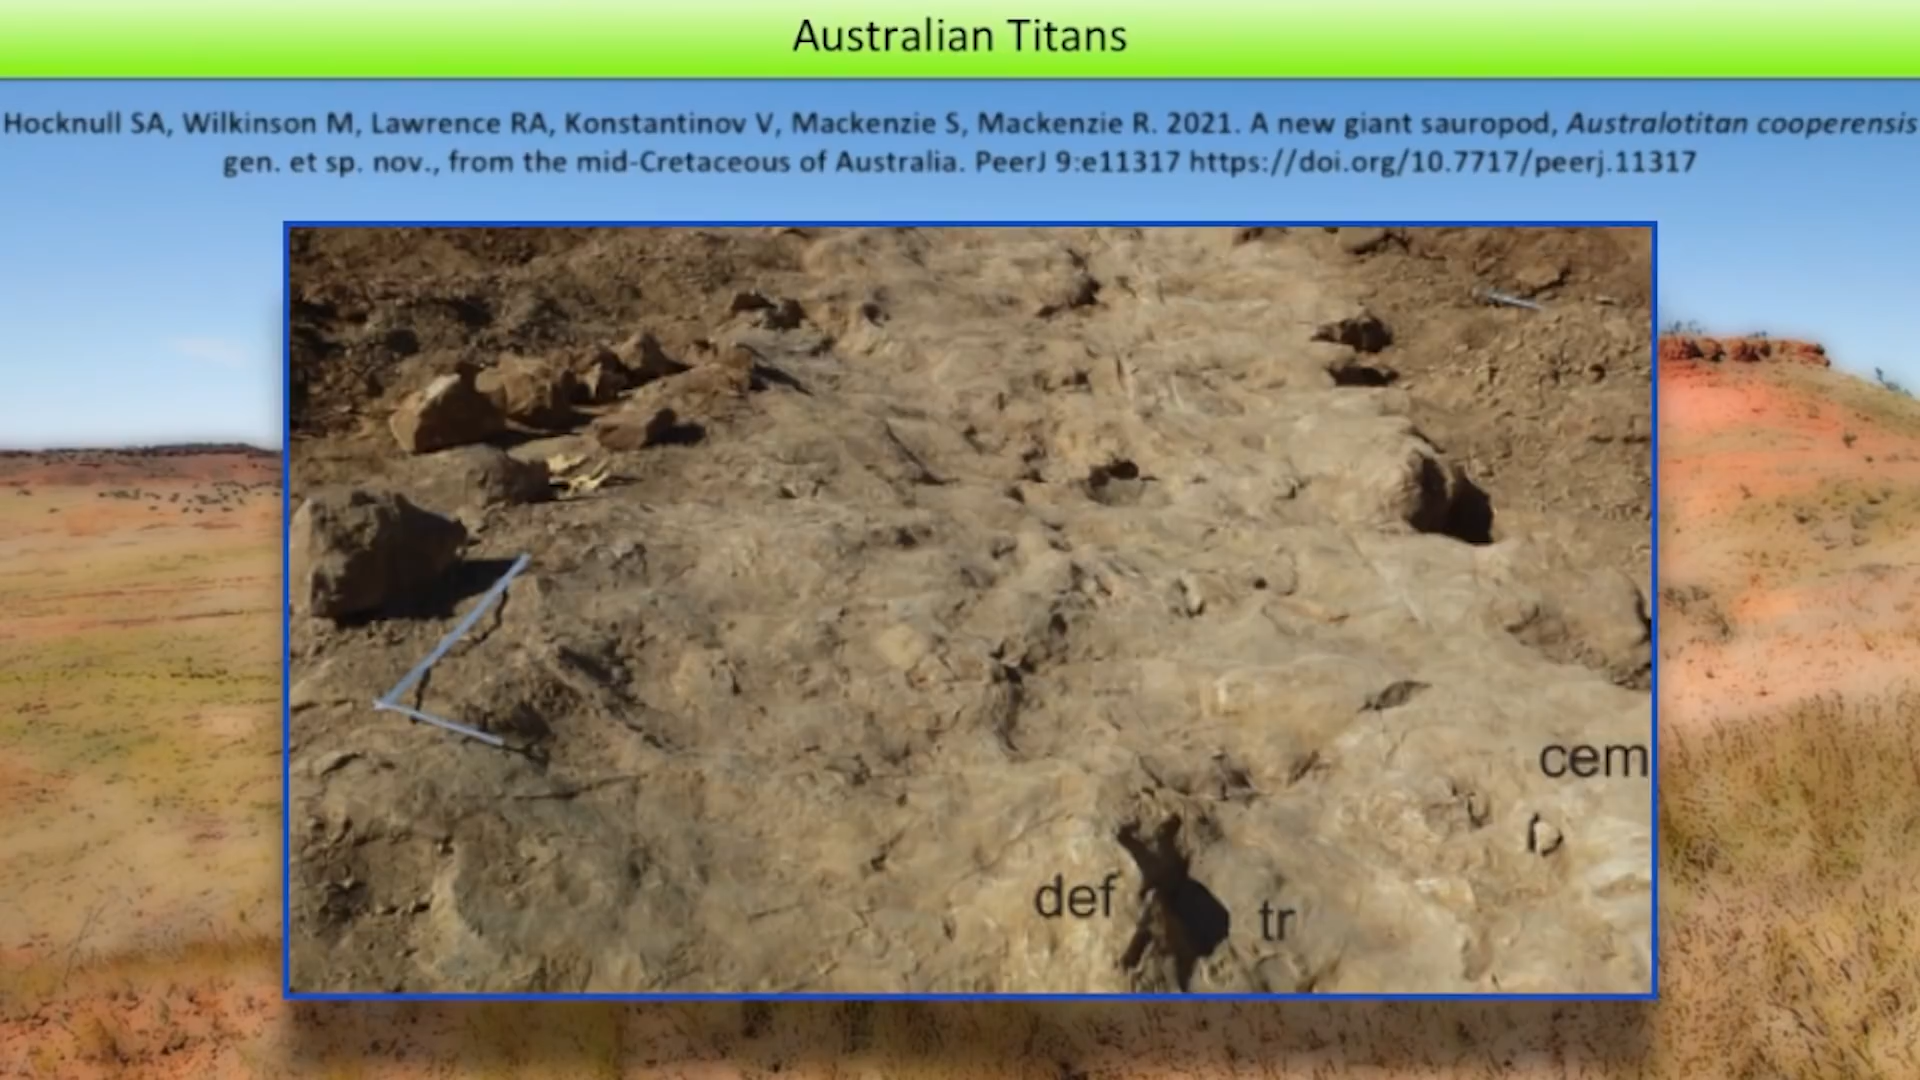 Australian Titans
Hocknull SA, Wilkinson M, Lawrence RA, Konstantinov V, Mackenzie S, Mackenzie R. 2021. A new giant sauropod, Australotitan cooperensis
gen. et sp. nov., from the mid-Cretaceous of Australia. PeerJ 9:e11317 https://doi.org/10.7717/peerj.11317
cem
b
def
tr